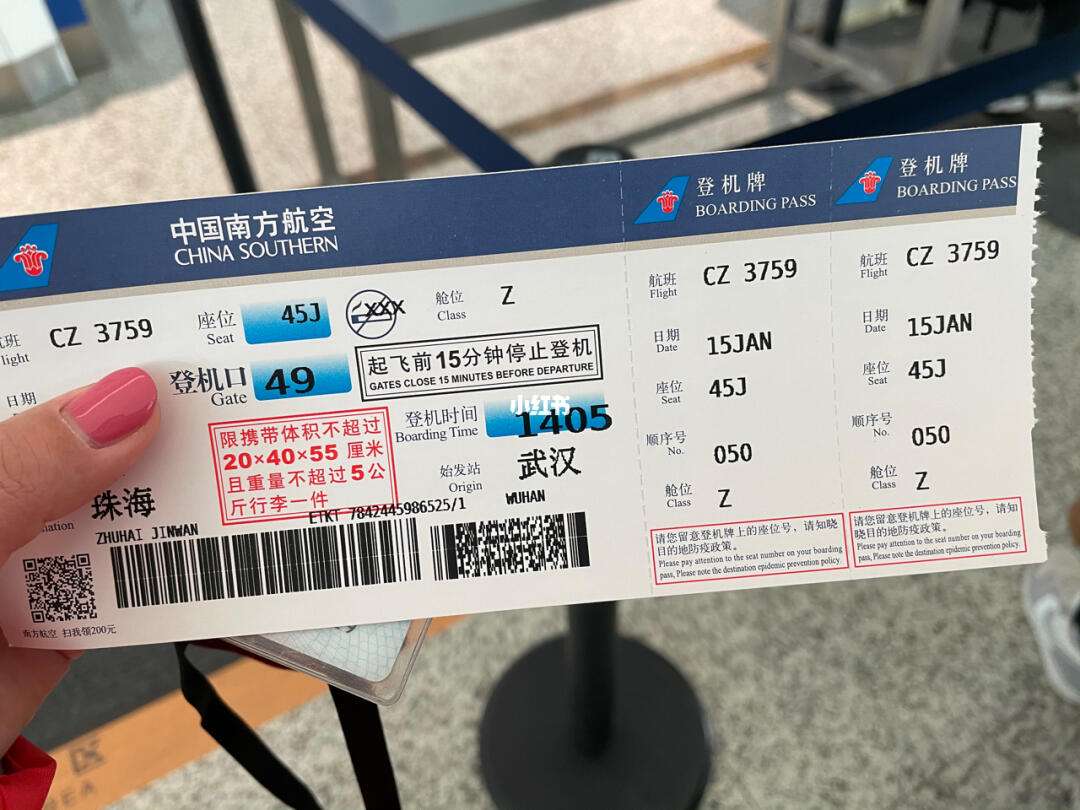 中国南方航空
CHINA SOUTHERN
航班
Flight
CZ 3759
座位
Seat
45J
XXX
舱位
Class
Z
日期
登机口
Gate
49
起飞前15分钟停止登机
GATES CLOSE 15 MINUTES BEFORE DEPARTURE
登机时间
Boarding Time
1405
小红书
限携带体积不超过
20×40×55 厘米
且重量不超过5公
斤行李一件
始发站
Origin
武汉
WUHAN
珠海
ZHUHAI JINWAN
ETKT 7842445986525/1
南方航空 扫我领200元
登机牌
BOARDING PASS
航班
Flight
CZ 3759
日期
Date
15JAN
座位
Seat
45J
顺序号
No.
050
舱位
Class
Z
请您留意登机牌上的座位号，请知晓
目的地防疫政策。
Please pay attention to the seat number on your boarding
pass, Please note the destination epidemic prevention policy.
登机牌
BOARDING PASS
航班
Flight
CZ 3759
日期
Date
15JAN
座位
Seat
45J
顺序号
No.
050
舱位
Class
Z
请您留意登机牌上的座位号，请知
晓目的地防疫政策。
Please pay attention to the seat number on your boarding
pass, Please note the destination epidemic prevention policy.